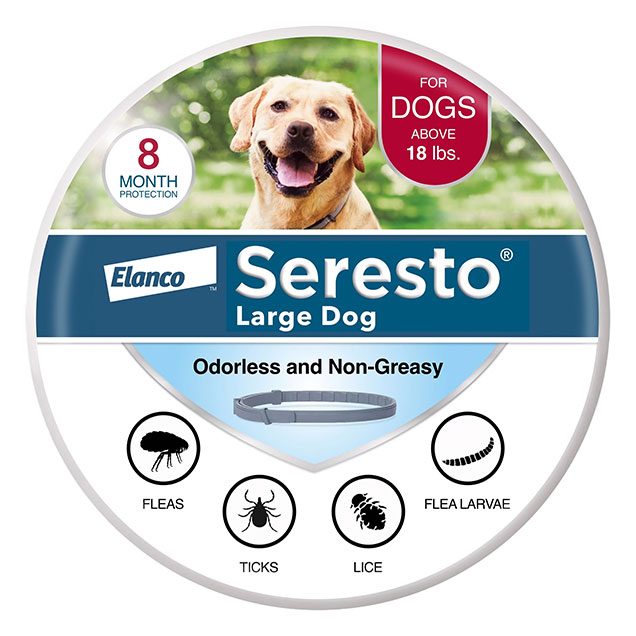 FOR
DOGS
ABOVE
18 lbs.
8
MONTH
PROTECTION
Elanco™
Seresto®
Large Dog
Odorless and Non-Greasy
FLEAS
TICKS
LICE
FLEA LARVAE